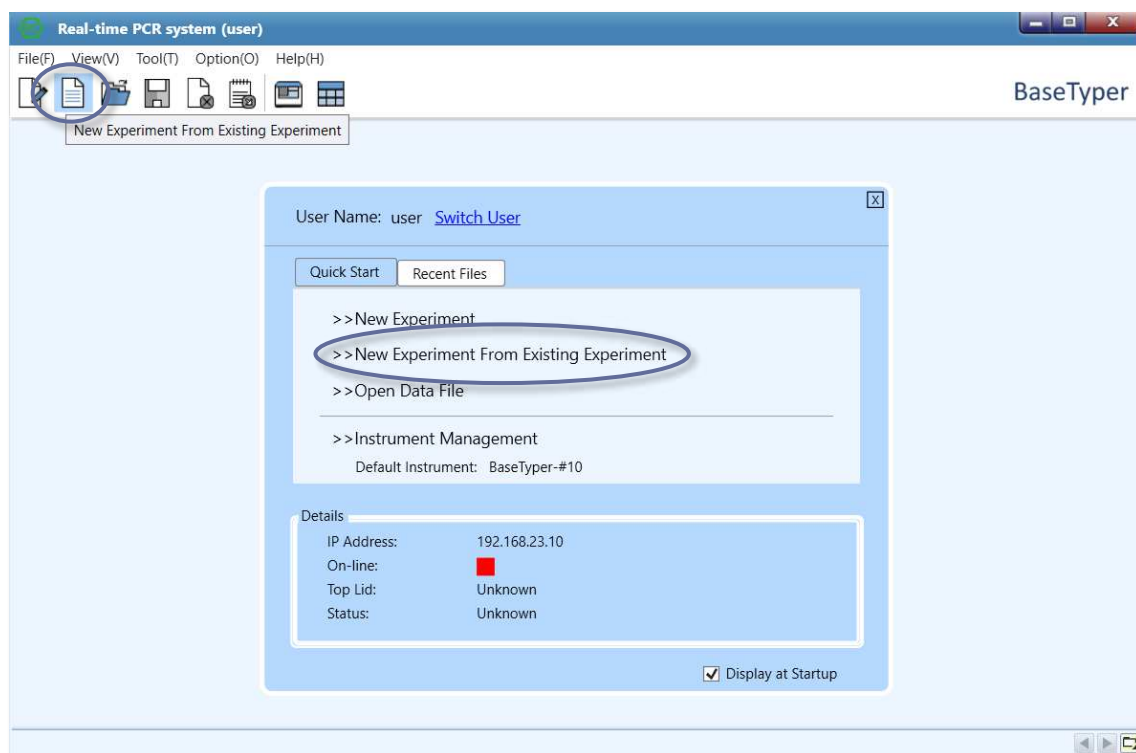 Real-time PCR system (user)
X
File(F) View(V) Tool(T) Option(O) Help(H)
BaseTyper
New Experiment From Existing Experiment
X
User Name: user Switch User
Quick Start Recent Files
>>New Experiment
>>New Experiment From Existing Experiment
>>Open Data File
>>Instrument Management
Default Instrument: BaseTyper-#10
Details
IP Address: 192.168.23.10
On-line:
Top Lid: Unknown
Status: Unknown
Display at Startup